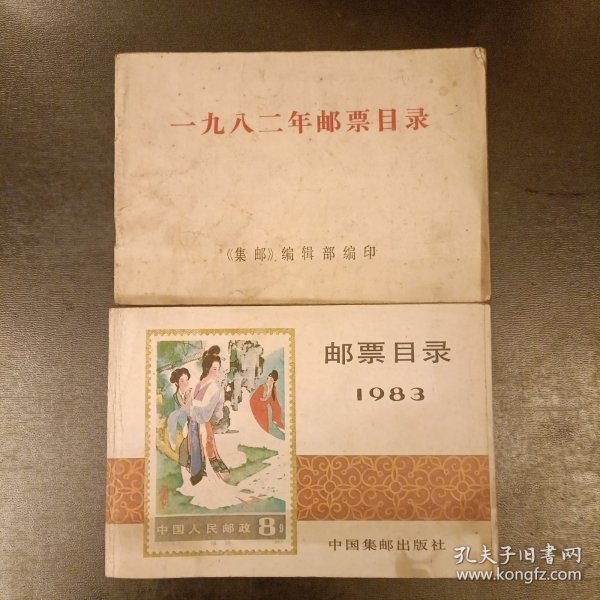 一九八二年邮票目录
《集邮》编辑部编印
邮票目录
1983
中国人民邮政 8分
中国集邮出版社
孔夫子旧书网
www.kongfz.com